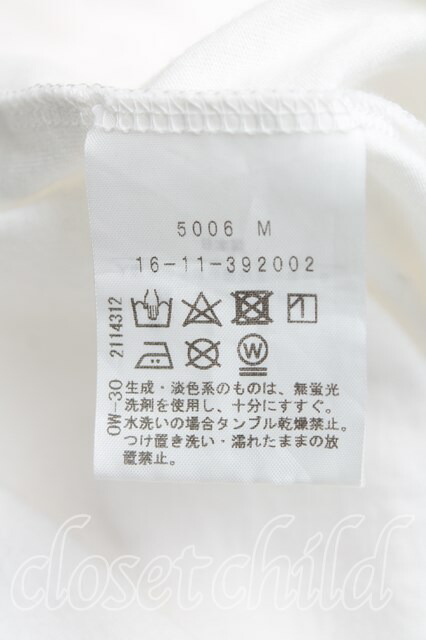 5006 M
16-11-392002
W
OW-30 2114312
生成・淡色系のものは、無蛍光
洗剤を使用し、十分にすすぐ。
水洗いの場合タンブル乾燥禁止。
つけ置き洗い・濡れたままの放
置禁止。
closetchild